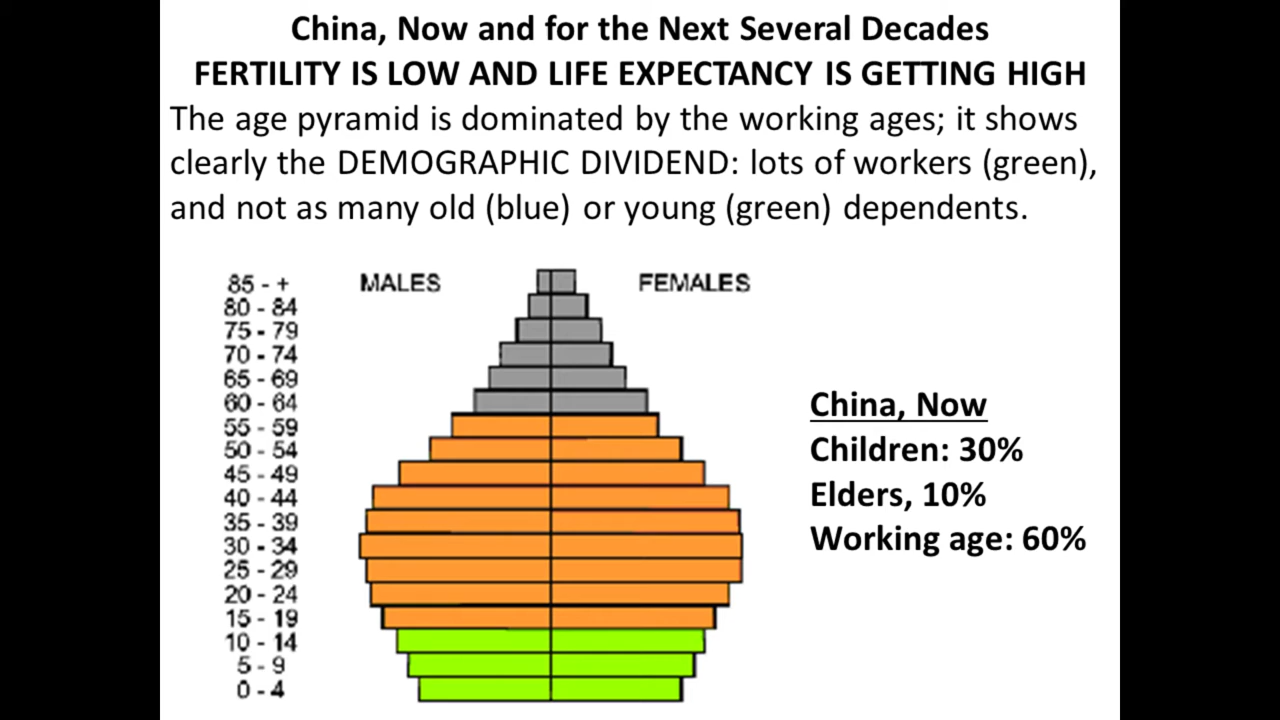 China, Now and for the Next Several Decades
FERTILITY IS LOW AND LIFE EXPECTANCY IS GETTING HIGH
The age pyramid is dominated by the working ages; it shows
clearly the DEMOGRAPHIC DIVIDEND: lots of workers (green),
and not as many old (blue) or young (green) dependents.
85 - + MALES FEMALES
80 - 84
75 - 79
70 - 74
65 - 69
60 - 64
55 - 59
50 - 54
45 - 49
40 - 44
35 - 39
30 - 34
25 - 29
20 - 24
15 - 19
10 - 14
5 - 9
0 - 4
China, Now
Children: 30%
Elders, 10%
Working age: 60%